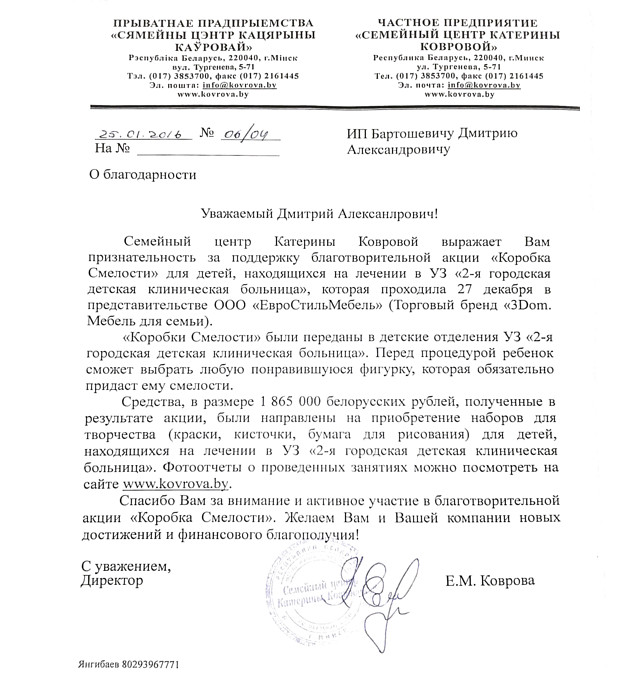 ПРЫВАТНАЕ ПРАДПРЫЕМСТВА
«СЯМЕЙНЫ ЦЭНТР КАЦЯРЫНЫ
КАЎРОВАЙ»
Рэспубліка Беларусь, 220040, г.Мінск
вул. Тургенева, 5-71
Тэл. (017) 3853700, факс (017) 2161445
Эл. пошта: info@kovrova.by
www.kovrova.by
ЧАСТНОЕ ПРЕДПРИЯТИЕ
«СЕМЕЙНЫЙ ЦЕНТР КАТЕРИНЫ
КОВРОВОЙ»
Республика Беларусь, 220040, г.Минск
ул. Тургенева, 5-71
Тел. (017) 3853700, факс (017) 2161445
Эл. почта: info@kovrova.by
www.kovrova.by
25.01.2016 № 06/04
На №
ИП Бартошевичу Дмитрию
Александровичу
О благодарности
Уважаемый Дмитрий Алексанлрович!
Семейный центр Катерины Ковровой выражает Вам
признательность за поддержку благотворительной акции «Коробка
Смелости» для детей, находящихся на лечении в УЗ «2-я городская
детская клиническая больница», которая проходила 27 декабря в
представительстве ООО «ЕвроСтильМебель» (Торговый бренд «3Dom.
Мебель для семьи).
«Коробки Смелости» были переданы в детские отделения УЗ «2-я
городская детская клиническая больница». Перед процедурой ребенок
сможет выбрать любую понравившуюся фигурку, которая обязательно
придаст ему смелости.
Средства, в размере 1 865 000 белорусских рублей, полученные в
результате акции, были направлены на приобретение наборов для
творчества (краски, кисточки, бумага для рисования) для детей,
находящихся на лечении в УЗ «2-я городская детская клиническая
больница». Фотоотчеты о проведенных занятиях можно посмотреть на
сайте www.kovrova.by.
Спасибо Вам за внимание и активное участие в благотворительной
акции «Коробка Смелости». Желаем Вам и Вашей компании новых
достижений и финансового благополучия!
С уважением,
Директор
Семейный центр
Катерины Ковровой
Е.М. Коврова
Янгибаев 80293967771